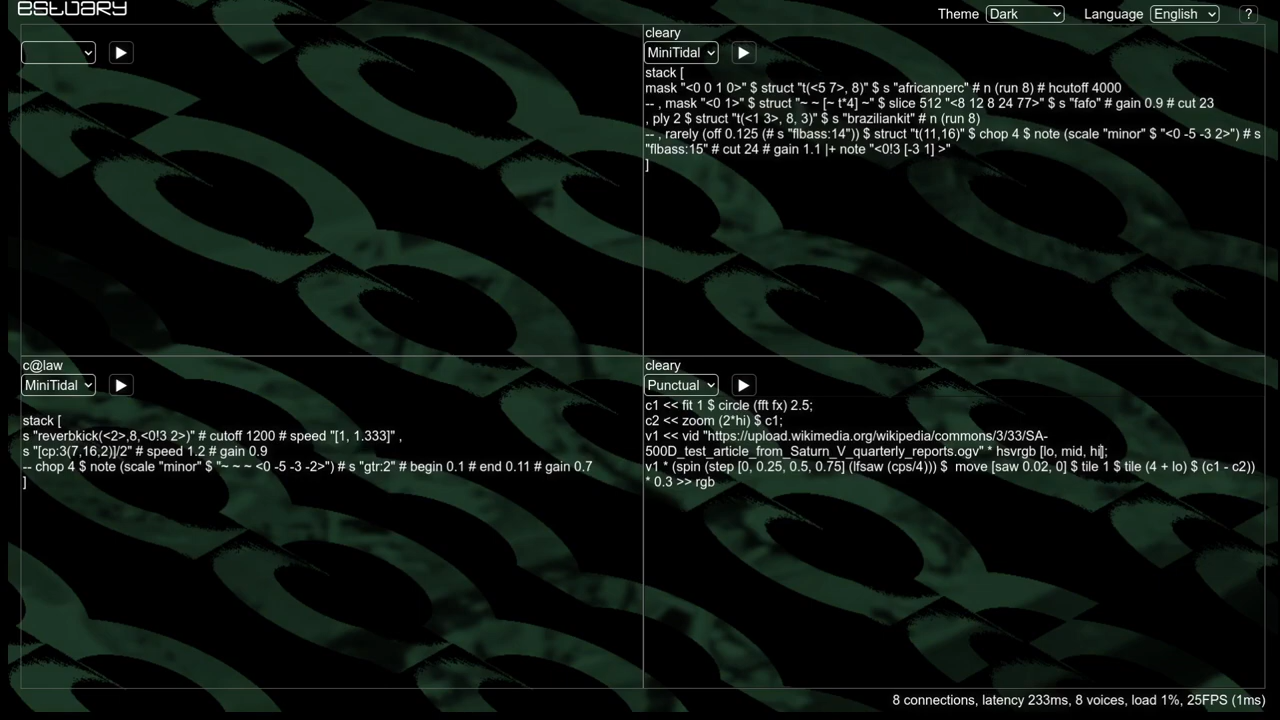 estuary
Theme Dark Language English ?
cleary
MiniTidal
stack [
mask "<0 0 1 0>" $ struct "t(<5 7>, 8)" $ s "africanperc" # n (run 8) # hcutoff 4000
-- , mask "<0 1>" $ struct "~ ~ [~ t*4] ~" $ slice 512 "<8 12 8 24 77>" $ s "fafo" # gain 0.9 # cut 23
, ply 2 $ struct "t(<1 3>, 8, 3)" $ s "braziliankit" # n (run 8)
-- , rarely (off 0.125 (# s "flbass:14")) $ struct "t(11,16)" $ chop 4 $ note (scale "minor" $ "<0 -5 -3 2>") # s
"flbass:15" # cut 24 # gain 1.1 |+ note "<0!3 [-3 1] >"
]
c@law
MiniTidal
stack [
s "reverbkick(<2>,8,<0!3 2>)" # cutoff 1200 # speed "[1, 1.333]" ,
s "[cp:3(7,16,2)]/2" # speed 1.2 # gain 0.9
-- chop 4 $ note (scale "minor" $ "~ ~ ~ <0 -5 -3 -2>") # s "gtr:2" # begin 0.1 # end 0.11 # gain 0.7
]
cleary
Punctual
c1 << fit 1 $ circle (fft fx) 2.5;
c2 << zoom (2*hi) $ c1;
v1 << vid "https://upload.wikimedia.org/wikipedia/commons/3/33/SA-
500D_test_article_from_Saturn_V_quarterly_reports.ogv" * hsvrgb [lo, mid, hi];
v1 * (spin (step [0, 0.25, 0.5, 0.75] (lfsaw (cps/4))) $ move [saw 0.02, 0] $ tile 1 $ tile (4 + lo) $ (c1 - c2))
* 0.3 >> rgb
8 connections, latency 233ms, 8 voices, load 1%, 25FPS (1ms)